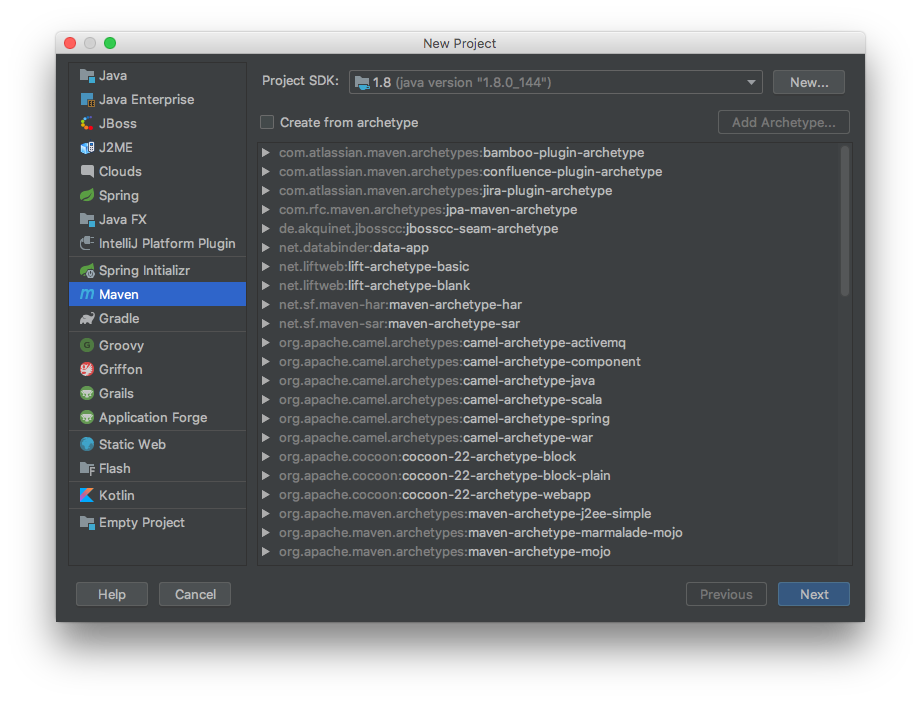 New Project
Java
Java Enterprise
JBoss
J2ME
Clouds
Spring
Java FX
IntelliJ Platform Plugin
Spring Initializr
Maven
Gradle
Groovy
Griffon
Grails
Application Forge
Static Web
Flash
Kotlin
Empty Project
Project SDK: 1.8 (java version "1.8.0_144") New...
Create from archetype Add Archetype...
com.atlassian.maven.archetypes:bamboo-plugin-archetype
com.atlassian.maven.archetypes:confluence-plugin-archetype
com.atlassian.maven.archetypes:jira-plugin-archetype
com.rfc.maven.archetypes:jpa-maven-archetype
de.akquinet.jbosscc:jbosscc-seam-archetype
net.databinder:data-app
net.liftweb:lift-archetype-basic
net.liftweb:lift-archetype-blank
net.sf.maven-har:maven-archetype-har
net.sf.maven-sar:maven-archetype-sar
org.apache.camel.archetypes:camel-archetype-activemq
org.apache.camel.archetypes:camel-archetype-component
org.apache.camel.archetypes:camel-archetype-java
org.apache.camel.archetypes:camel-archetype-scala
org.apache.camel.archetypes:camel-archetype-spring
org.apache.camel.archetypes:camel-archetype-war
org.apache.cocoon:cocoon-22-archetype-block
org.apache.cocoon:cocoon-22-archetype-block-plain
org.apache.cocoon:cocoon-22-archetype-webapp
org.apache.maven.archetypes:maven-archetype-j2ee-simple
org.apache.maven.archetypes:maven-archetype-marmalade-mojo
org.apache.maven.archetypes:maven-archetype-mojo
Help Cancel Previous Next